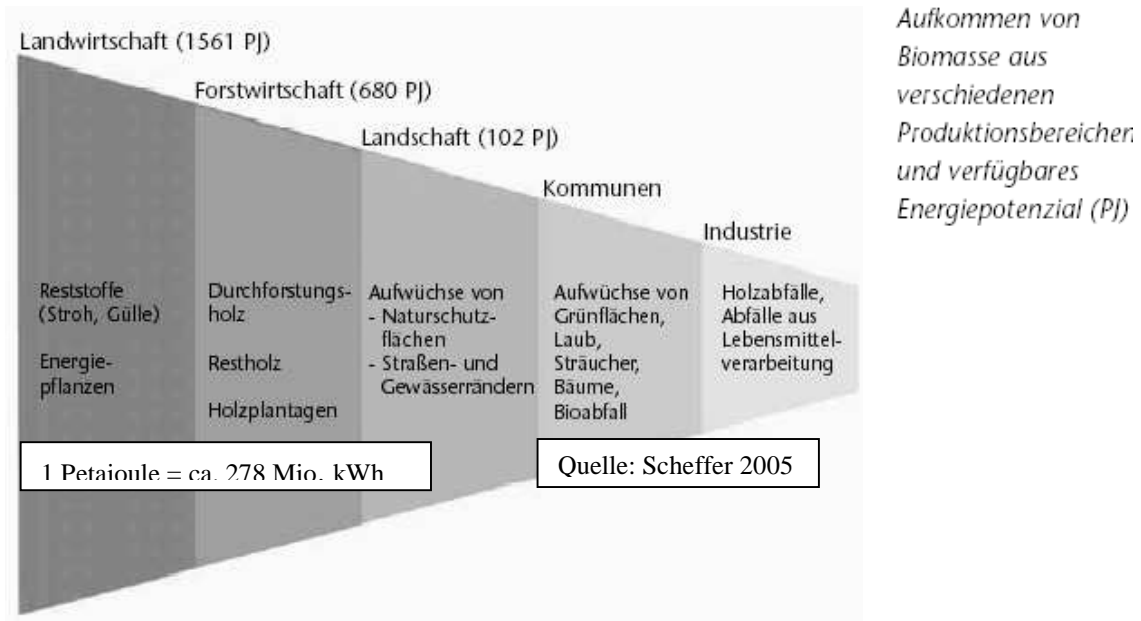 Landwirtschaft (1561 PJ)
Forstwirtschaft (680 PJ)
Landschaft (102 PJ)
Kommunen
Industrie
Reststoffe
(Stroh, Gülle)
Energie-
pflanzen
Durchforstungs-
holz
Restholz
Holzplantagen
Aufwüchse von
- Naturschutz-
flächen
- Straßen- und
Gewässerrändern
Aufwüchse von
Grünflächen,
Laub,
Sträucher,
Bäume,
Bioabfall
Holzabfälle,
Abfälle aus
Lebensmittel-
verarbeitung
1 Petajoule = ca. 278 Mio. kWh
Quelle: Scheffer 2005
Aufkommen von
Biomasse aus
verschiedenen
Produktionsbereichen
und verfügbares
Energiepotenzial (PJ)